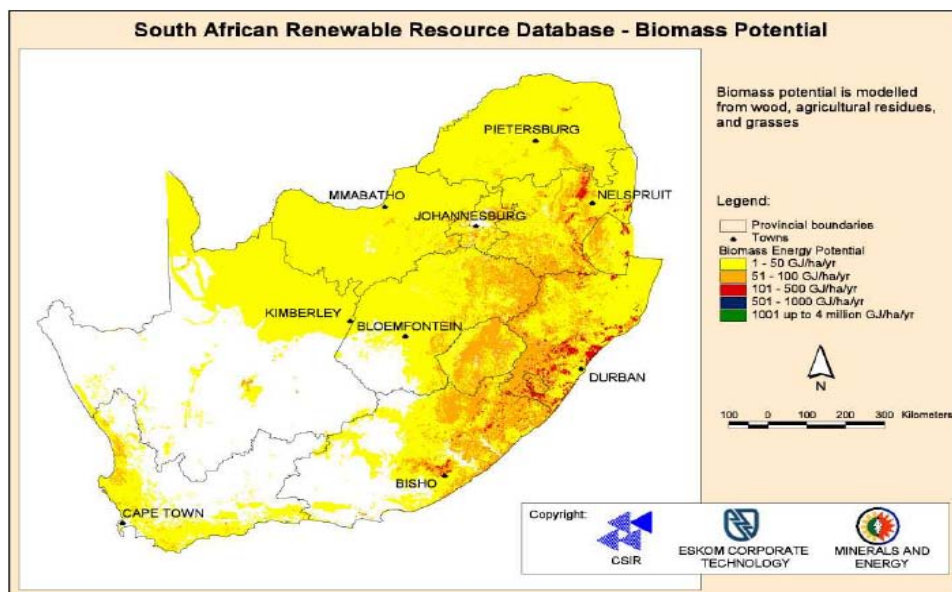 South African Renewable Resource Database - Biomass Potential
Biomass potential is modelled
from wood, agricultural residues,
and grasses
PIETERSBURG
MMABATHO
NELSPRUIT
JOHANNESBURG
KIMBERLEY
BLOEMFONTEIN
DURBAN
BISHO
CAPE TOWN
Legend:
Provincial boundaries
Towns
Biomass Energy Potential
1 - 50 GJ/ha/yr
51 - 100 GJ/ha/yr
101 - 500 GJ/ha/yr
501 - 1000 GJ/ha/yr
1001 up to 4 million GJ/ha/yr
N
100 0 100 200 300 Kilometers
Copyright:
CSIR
ESKOM CORPORATE
TECHNOLOGY
MINERALS AND
ENERGY